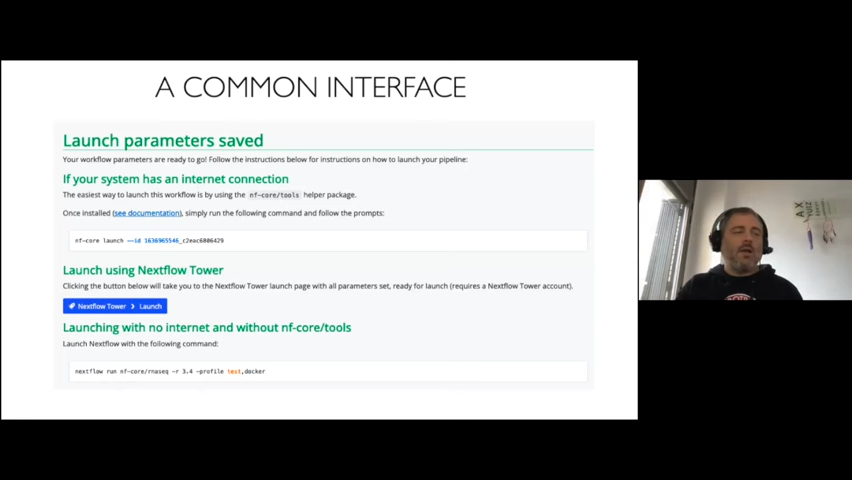 A COMMON INTERFACE
Launch parameters saved
Your workflow parameters are ready to go! Follow the instructions below for instructions on how to launch your pipeline:
If your system has an internet connection
The easiest way to launch this workflow is by using the nf-core/tools helper package.
Once installed (see documentation), simply run the following command and follow the prompts:
nf-core launch --id 1636965546_c2eac6806429
Launch using Nextflow Tower
Clicking the button below will take you to the Nextflow Tower launch page with all parameters set, ready for launch (requires a Nextflow Tower account).
Nextflow Tower > Launch
Launching with no internet and without nf-core/tools
Launch Nextflow with the following command:
nextflow run nf-core/rnaseq -r 3.4 -profile test,docker